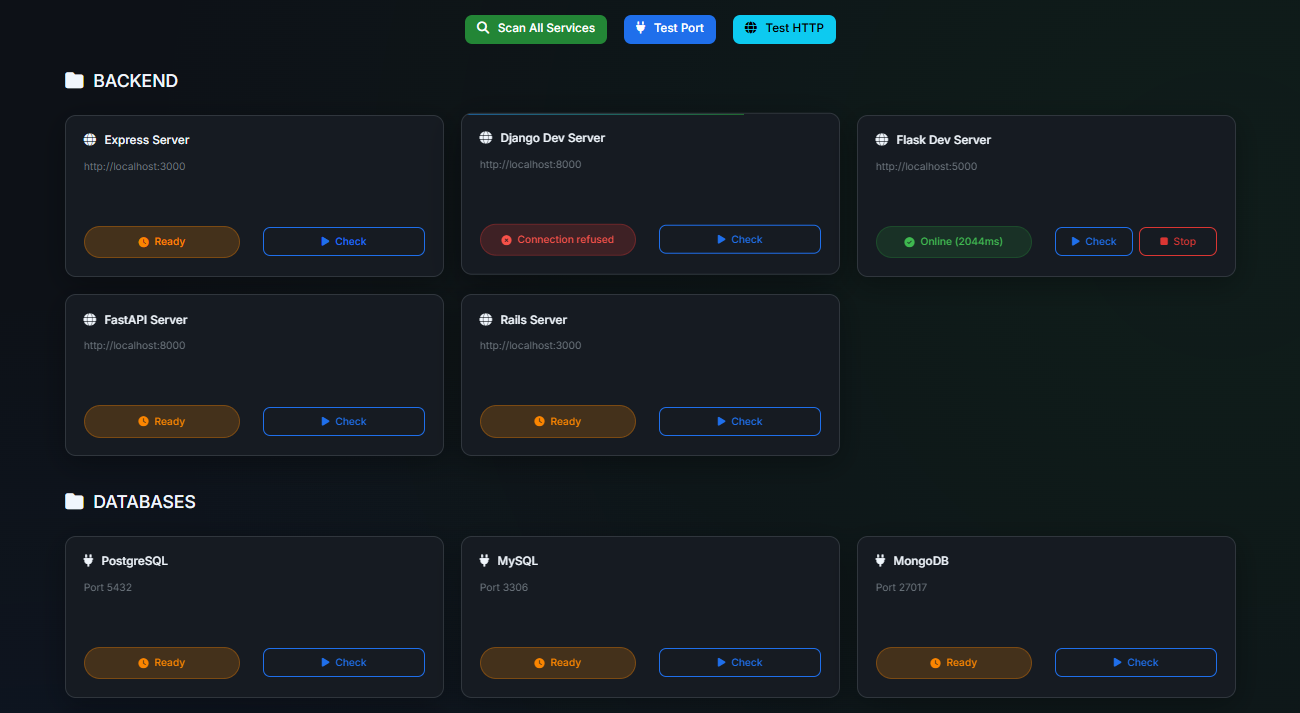 Scan All Services Test Port Test HTTP
BACKEND
Express Server
http://localhost:3000
Ready Check
Django Dev Server
http://localhost:8000
Connection refused Check
Flask Dev Server
http://localhost:5000
Online (2044ms) Check Stop
FastAPI Server
http://localhost:8000
Ready Check
Rails Server
http://localhost:3000
Ready Check
DATABASES
PostgreSQL
Port 5432
Ready Check
MySQL
Port 3306
Ready Check
MongoDB
Port 27017
Ready Check